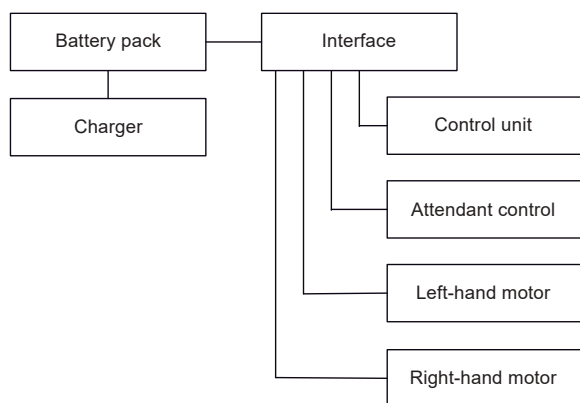 Battery pack
Interface
Charger
Control unit
Attendant control
Left-hand motor
Right-hand motor